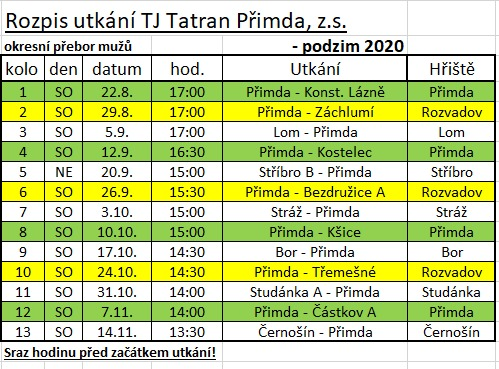 Rozpis utkání TJ Tatran Přimda, z.s.
okresní přebor mužů - podzim 2020
kolo den datum hod. Utkání Hřiště
1 SO 22.8. 17:00 Přimda - Konst. Lázně Přimda
2 SO 29.8. 17:00 Přimda - Záchlumí Rozvadov
3 SO 5.9. 17:00 Lom - Přimda Lom
4 SO 12.9. 16:30 Přimda - Kostelec Přimda
5 NE 20.9. 15:00 Stříbro B - Přimda Stříbro
6 SO 26.9. 15:30 Přimda - Bezdružice A Rozvadov
7 SO 3.10. 15:00 Stráž - Přimda Stráž
8 SO 10.10. 15:00 Přimda - Kšice Přimda
9 SO 17.10. 14:30 Bor - Přimda Bor
10 SO 24.10. 14:30 Přimda - Třemešné Rozvadov
11 SO 31.10. 14:00 Studánka A - Přimda Studánka
12 SO 7.11. 14:00 Přimda - Částkov A Přimda
13 SO 14.11. 13:30 Černošín - Přimda Černošín
Sraz hodinu před začátkem utkání!